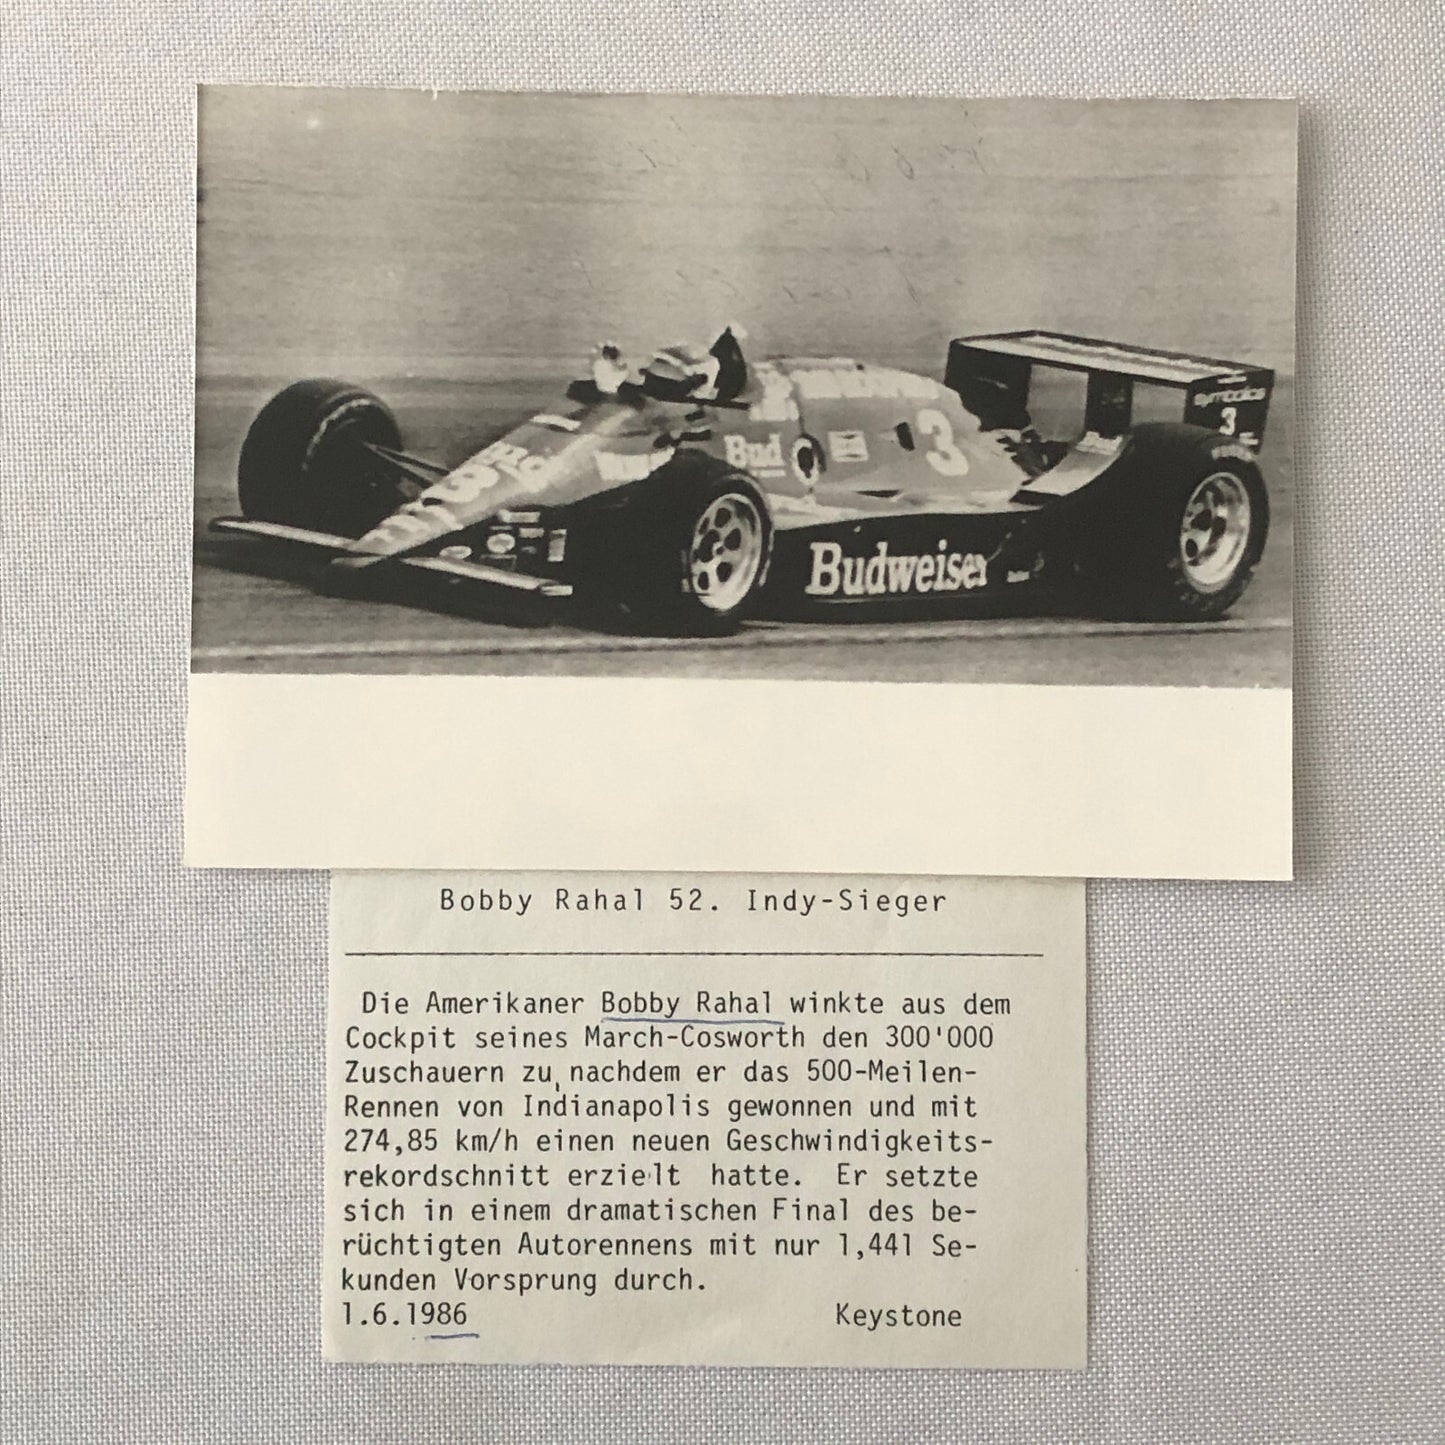 symbolics
3
3
Bud
3
Budweiser
Bobby Rahal 52. Indy-Sieger
Die Amerikaner Bobby Rahal winkte aus dem
Cockpit seines March-Cosworth den 300'000
Zuschauern zu, nachdem er das 500-Meilen-
Rennen von Indianapolis gewonnen und mit
274,85 km/h einen neuen Geschwindigkeits-
rekordschnitt erzielt hatte. Er setzte
sich in einem dramatischen Final des be-
rüchtigten Autorennens mit nur 1,441 Se-
kunden Vorsprung durch.
1.6.1986 Keystone